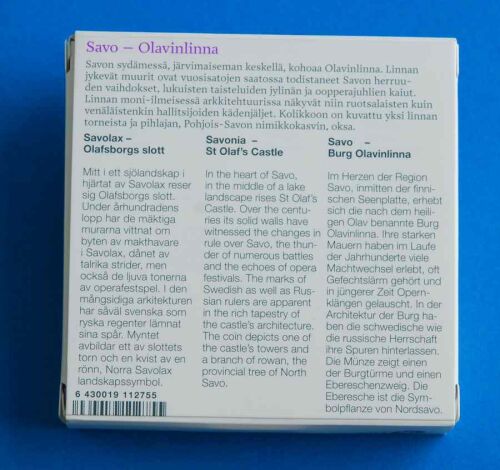 Savo – Olavinlinna
Savon sydämessä, järvimaiseman keskellä, kohoaa Olavinlinna. Linnan
jykevät muurit ovat vuosisatojen saatossa todistaneet Savon herruu-
den vaihdokset, lukuisten taisteluiden jylinän ja oopperajuhlien kaiut.
Linnan moni-ilmeisessä arkkitehtuurissa näkyvät niin ruotsalaisten kuin
venäläistenkin hallitsijoiden kädenjäljet. Kolikkoon on kuvattu yksi linnan
torneista ja pihlajan, Pohjois-Savon nimikkokasvin, oksa.
Savolax –
Olafsborgs slott
Mitt i ett sjölandskap i
hjärtat av Savolax reser
sig Olafsborgs slott.
Under århundradens
lopp har de mäktiga
murarna vittnat om
byten av makthavare
i Savolax, dånet av
talrika strider, men
också de ljuva tonerna
av operafestspel. I den
mångsidiga arkitekturen
har såväl svenska som
ryska regenter lämnat
sina spår. Myntet
avbildar ett av slottets
torn och en kvist av en
rönn, Norra Savolax
landskapssymbol.
Savonia –
St Olaf's Castle
In the heart of Savo,
in the middle of a lake
landscape rises St Olaf's
Castle. Over the centu-
ries its solid walls have
witnessed the changes in
rule over Savo, the thun-
der of numerous battles
and the echoes of opera
festivals. The marks of
Swedish as well as Rus-
sian rulers are apparent
in the rich tapestry of
the castle's architecture.
The coin depicts one of
the castle's towers and
a branch of rowan, the
provincial tree of North
Savo.
Savo –
Burg Olavinlinna
Im Herzen der Region
Savo, inmitten der finni-
schen Seenplatte, erhebt
sich die nach dem heili-
gen Olav benannte Burg
Olavinlinna. Ihre starken
Mauern haben im Laufe
der Jahrhunderte viele
Machtwechsel erlebt, oft
Gefechtslärm gehört und
in jüngerer Zeit Opern-
klängen gelauscht. In der
Architektur der Burg ha-
ben die schwedische wie
die russische Herrschaft
ihre Spuren hinterlassen.
Die Münze zeigt einen
der Burgtürme und einen
Ebereschenzweig. Die
Eberesche ist die Sym-
bolpflanze von Nordsavo.
6 430019 112755